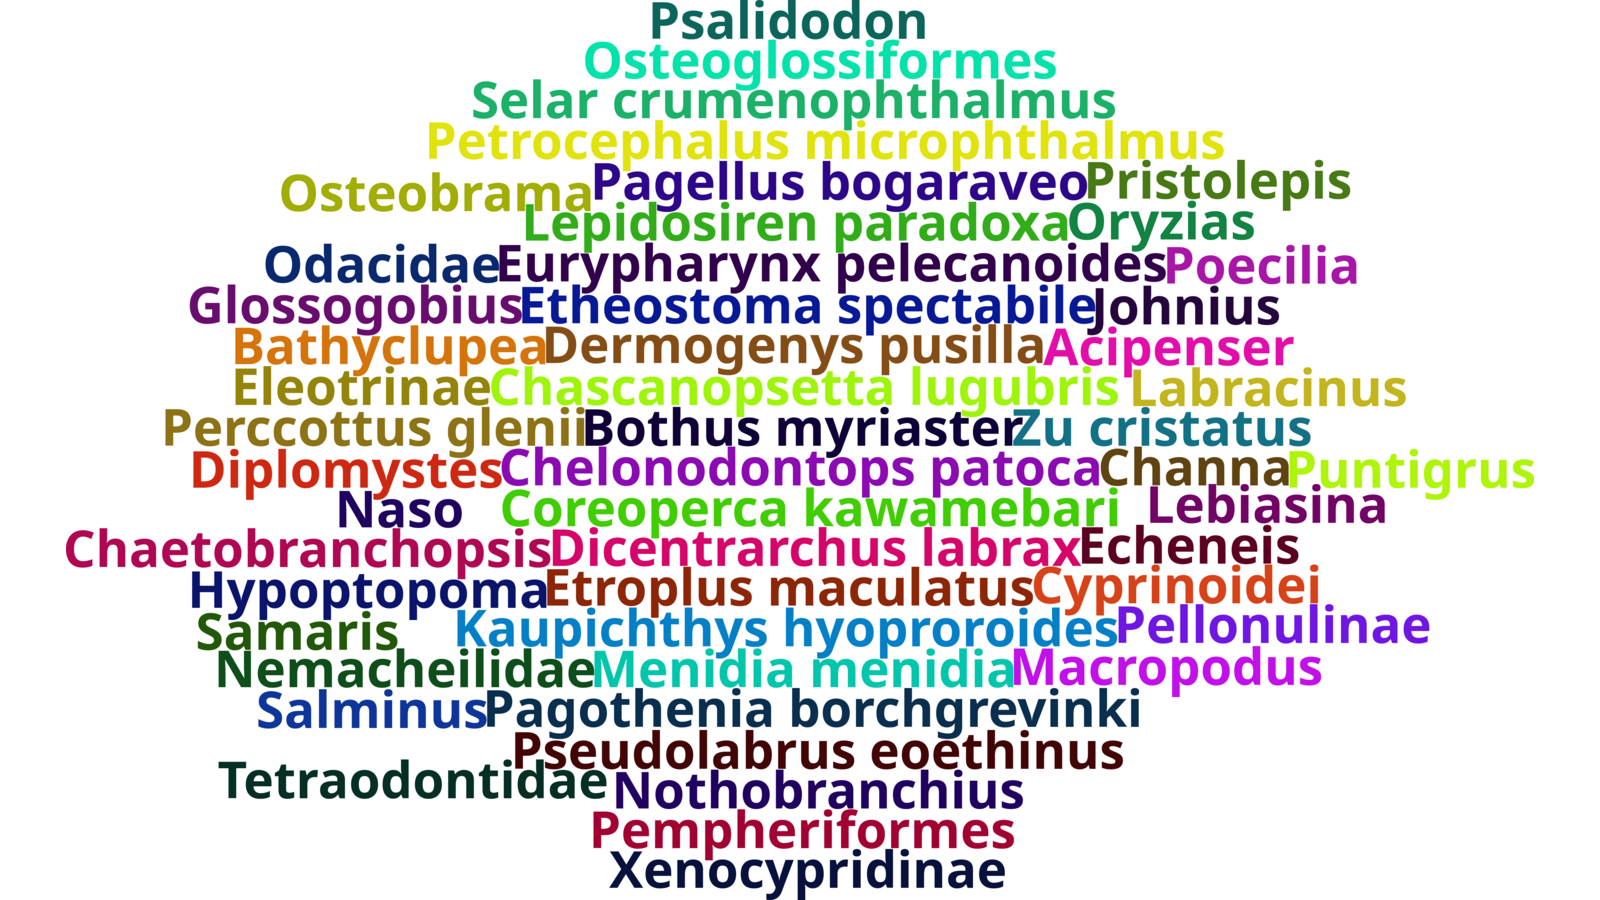 Psalidodon
Osteoglossiformes
Selar crumenophthalmus
Petrocephalus microphthalmus
Osteobrama Pagellus bogaraveo Pristolepis
Lepidosiren paradoxa Oryzias
Odacidae Eurypharynx pelecanoides Poecilia
Glossogobius Etheostoma spectabile Johnius
Bathyclupea Dermogenys pusilla Acipenser
Eleotrinae Chascanopsetta lugubris Labracinus
Perccottus glenii Bothus myriaster Zu cristatus
Diplomystes Chelonodontops patoca Channa Puntigrus
Naso Coreoperca kawamebari Lebiasina
Chaetobranchopsis Dicentrarchus labrax Echeneis
Hypoptopoma Etroplus maculatus Cyprinoidei
Samaris Kaupichthys hyoproroides Pellonulinae
Nemacheilidae Menidia menidia Macropodus
Salminus Pagothenia borchgrevinki
Pseudolabrus eoethinus
Tetraodontidae Nothobranchius
Pempheriformes
Xenocypridinae